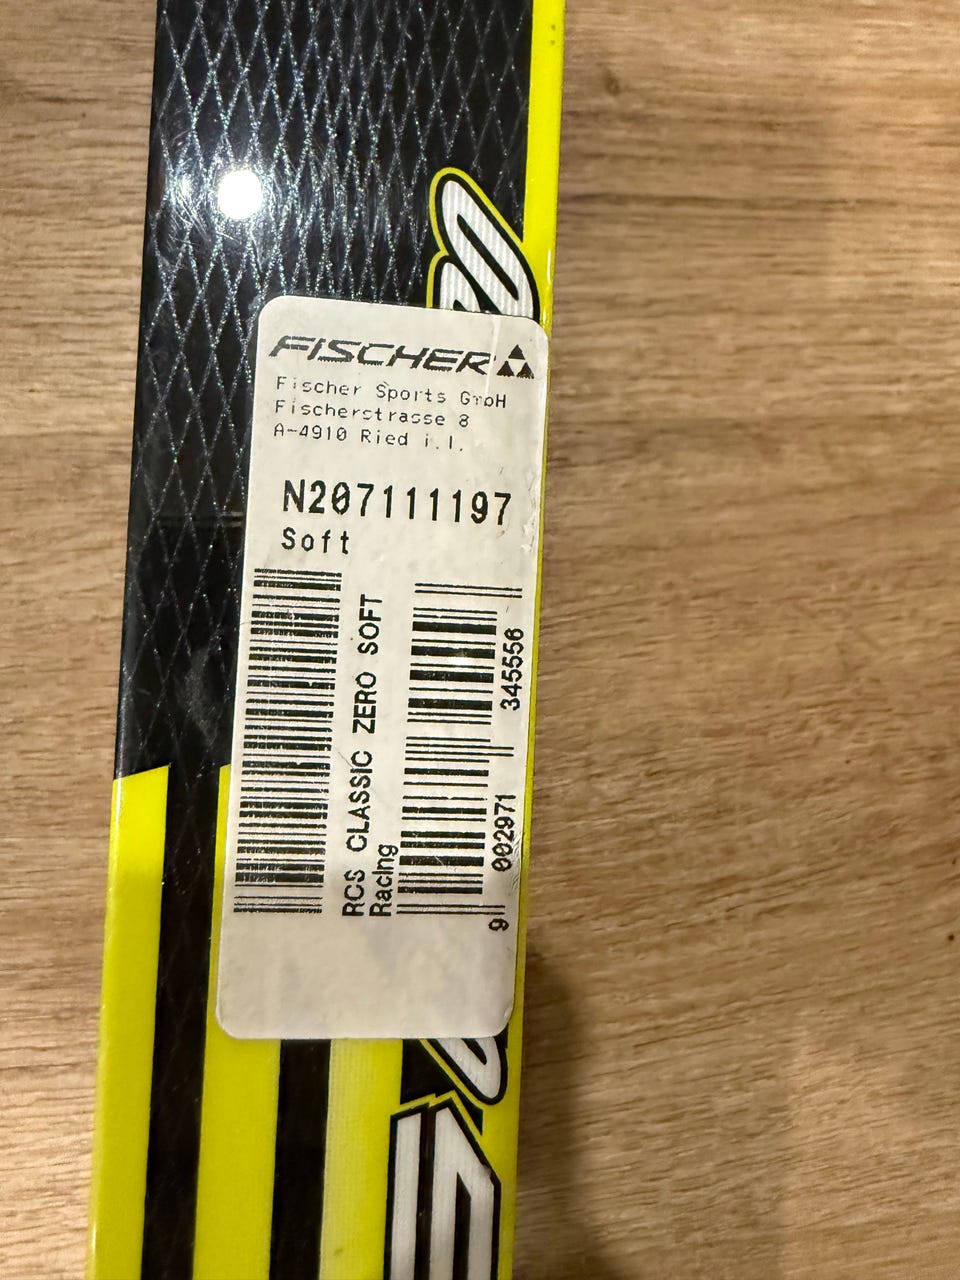 FISCHER
Fischer Sports GmbH
Fischerstrasse 8
A-4910 Ried i.I.
N207111197
Soft
RCS CLASSIC ZERO SOFT
Racing
9 002971 345556